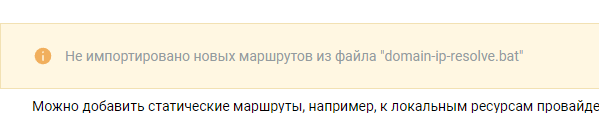 Не импортировано новых маршрутов из файла "domain-ip-resolve.bat"
Можно добавить статические маршруты, например, к локальным ресурсам провайде